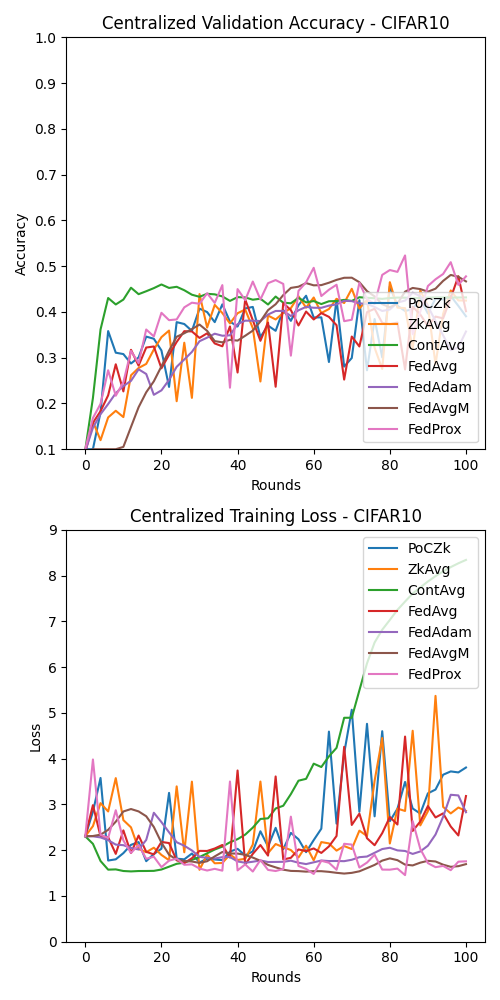 Centralized Validation Accuracy - CIFAR10
1.0
0.9
0.8
0.7
0.6
0.5
0.4
0.3
0.2
0.1
Accuracy
0 20 40 60 80 100
Rounds
PoCZk
ZkAvg
ContAvg
FedAvg
FedAdam
FedAvgM
FedProx
Centralized Training Loss - CIFAR10
9
8
7
6
5
4
3
2
1
0
Loss
0 20 40 60 80 100
Rounds
PoCZk
ZkAvg
ContAvg
FedAvg
FedAdam
FedAvgM
FedProx